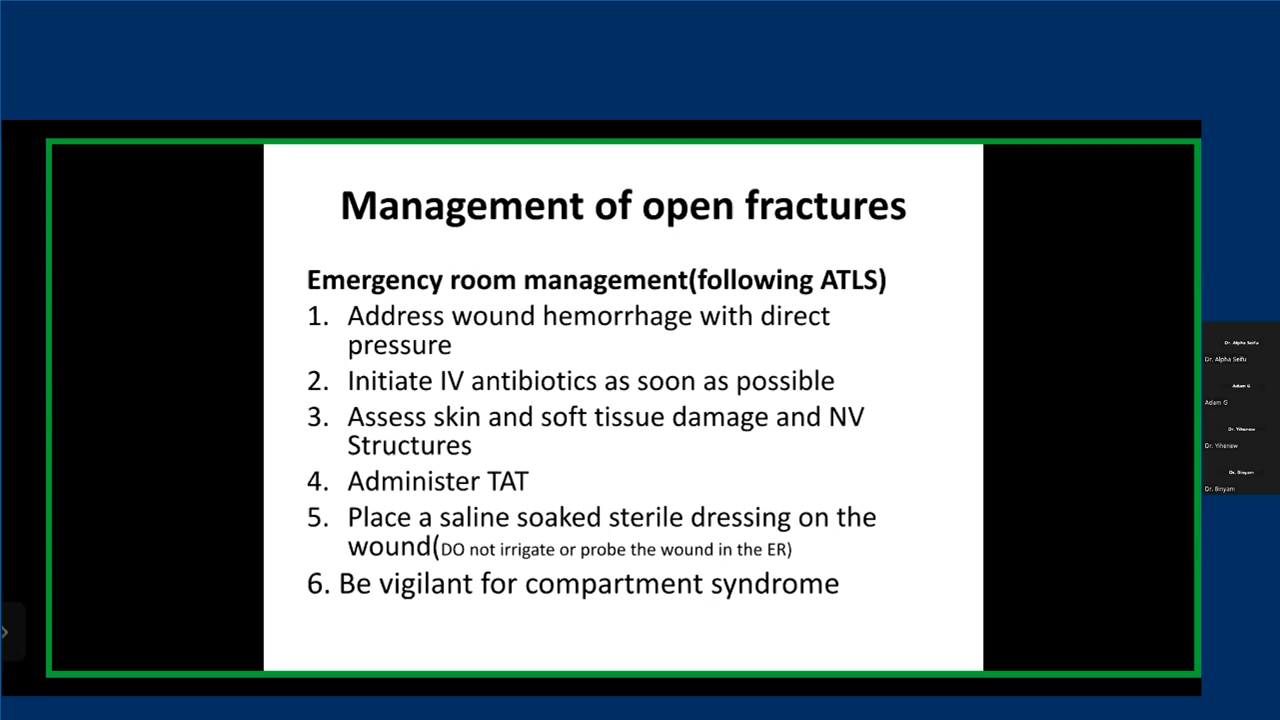 Management of open fractures
Emergency room management(following ATLS)
1. Address wound hemorrhage with direct
pressure
2. Initiate IV antibiotics as soon as possible
3. Assess skin and soft tissue damage and NV
Structures
4. Administer TAT
5. Place a saline soaked sterile dressing on the
wound(DO not irrigate or probe the wound in the ER)
6. Be vigilant for compartment syndrome
Dr. Alpha Seifu
Dr. Alpha Seifu
Adam G
Adam G
Dr. Yihenew
Dr. Yihenew
Dr. Binyam
Dr. Binyam